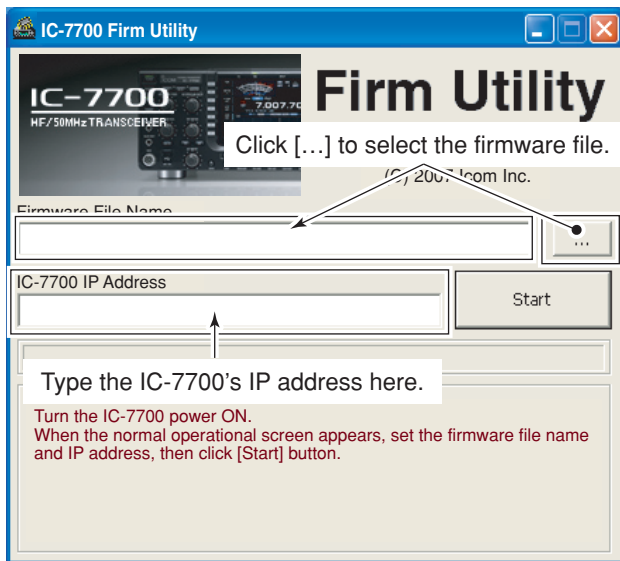 IC-7700 Firm Utility
IC-7700
HF/50MHz TRANSCEIVER
7.007.70
Firm Utility
Click […] to select the firmware file.
(C) 2007 Icom Inc.
Firmware File Name
...
IC-7700 IP Address
Start
Type the IC-7700's IP address here.
Turn the IC-7700 power ON.
When the normal operational screen appears, set the firmware file name
and IP address, then click [Start] button.